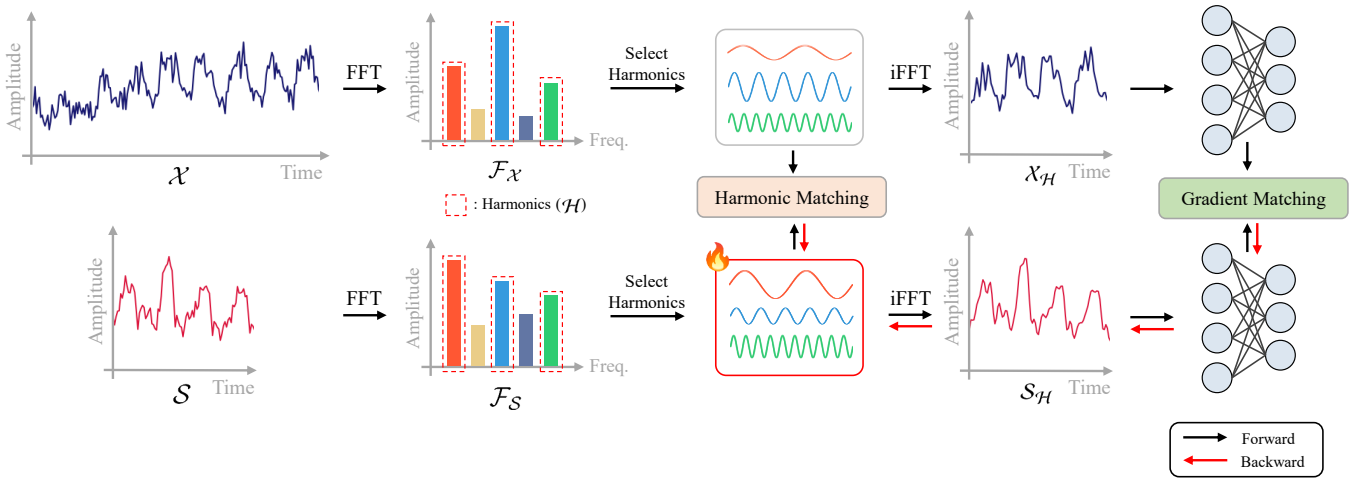 Amplitude
Time
𝒳
FFT
Amplitude
Freq.
ℱ𝒳
: Harmonics (ℋ)
Select
Harmonics
iFFT
Amplitude
Time
𝒳ℋ
Harmonic Matching
Gradient Matching
Amplitude
Time
𝒮
FFT
Amplitude
Freq.
ℱ𝒮
Select
Harmonics
iFFT
Amplitude
Time
𝒮ℋ
Forward
Backward